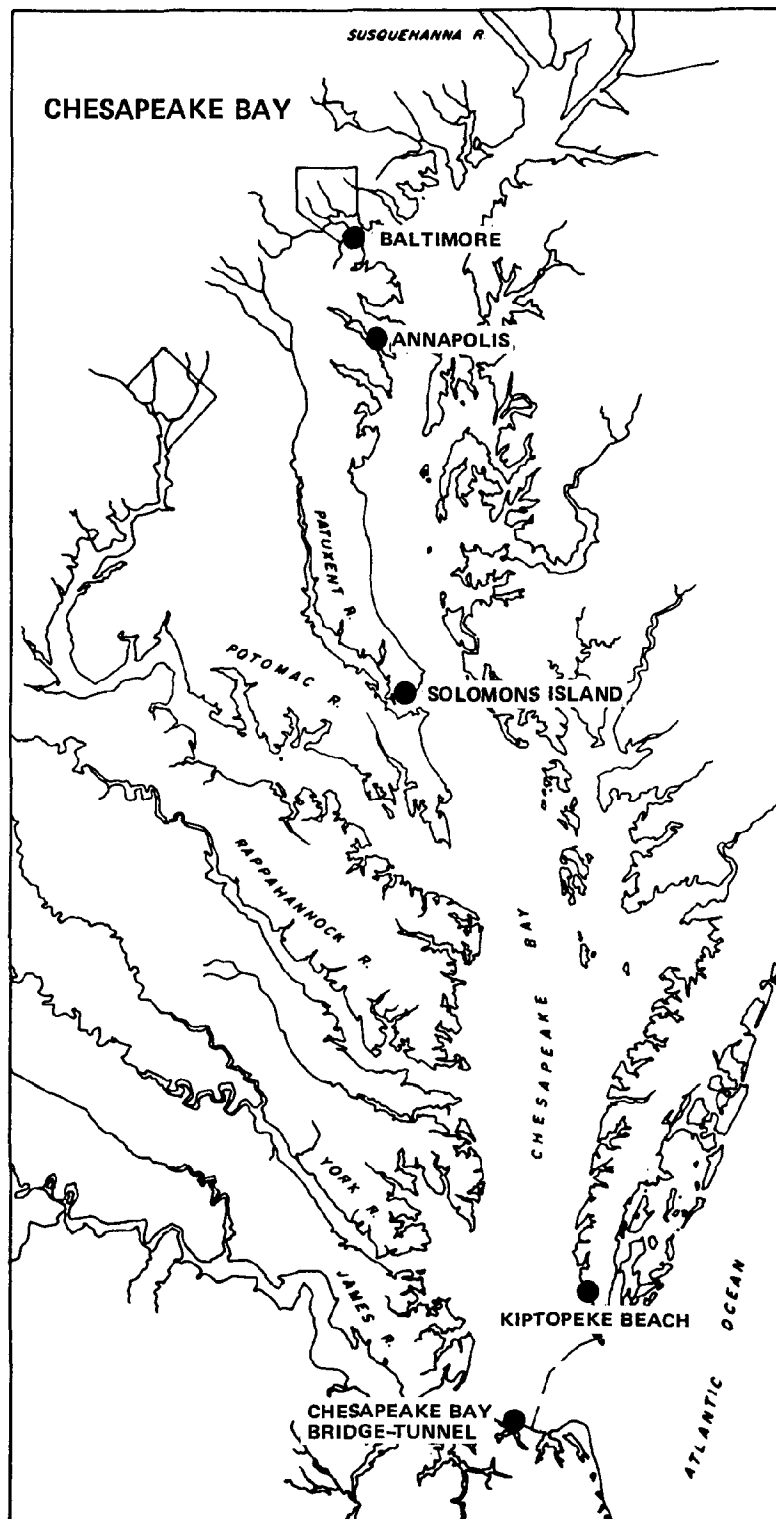 SUSQUEHANNA R.
CHESAPEAKE BAY
BALTIMORE
ANNAPOLIS
PATUXENT R.
POTOMAC R.
SOLOMONS ISLAND
RAPPAHANNOCK R.
CHESAPEAKE BAY
YORK R.
JAMES R.
KIPTOPEKE BEACH
ATLANTIC OCEAN
CHESAPEAKE BAY
BRIDGE-TUNNEL